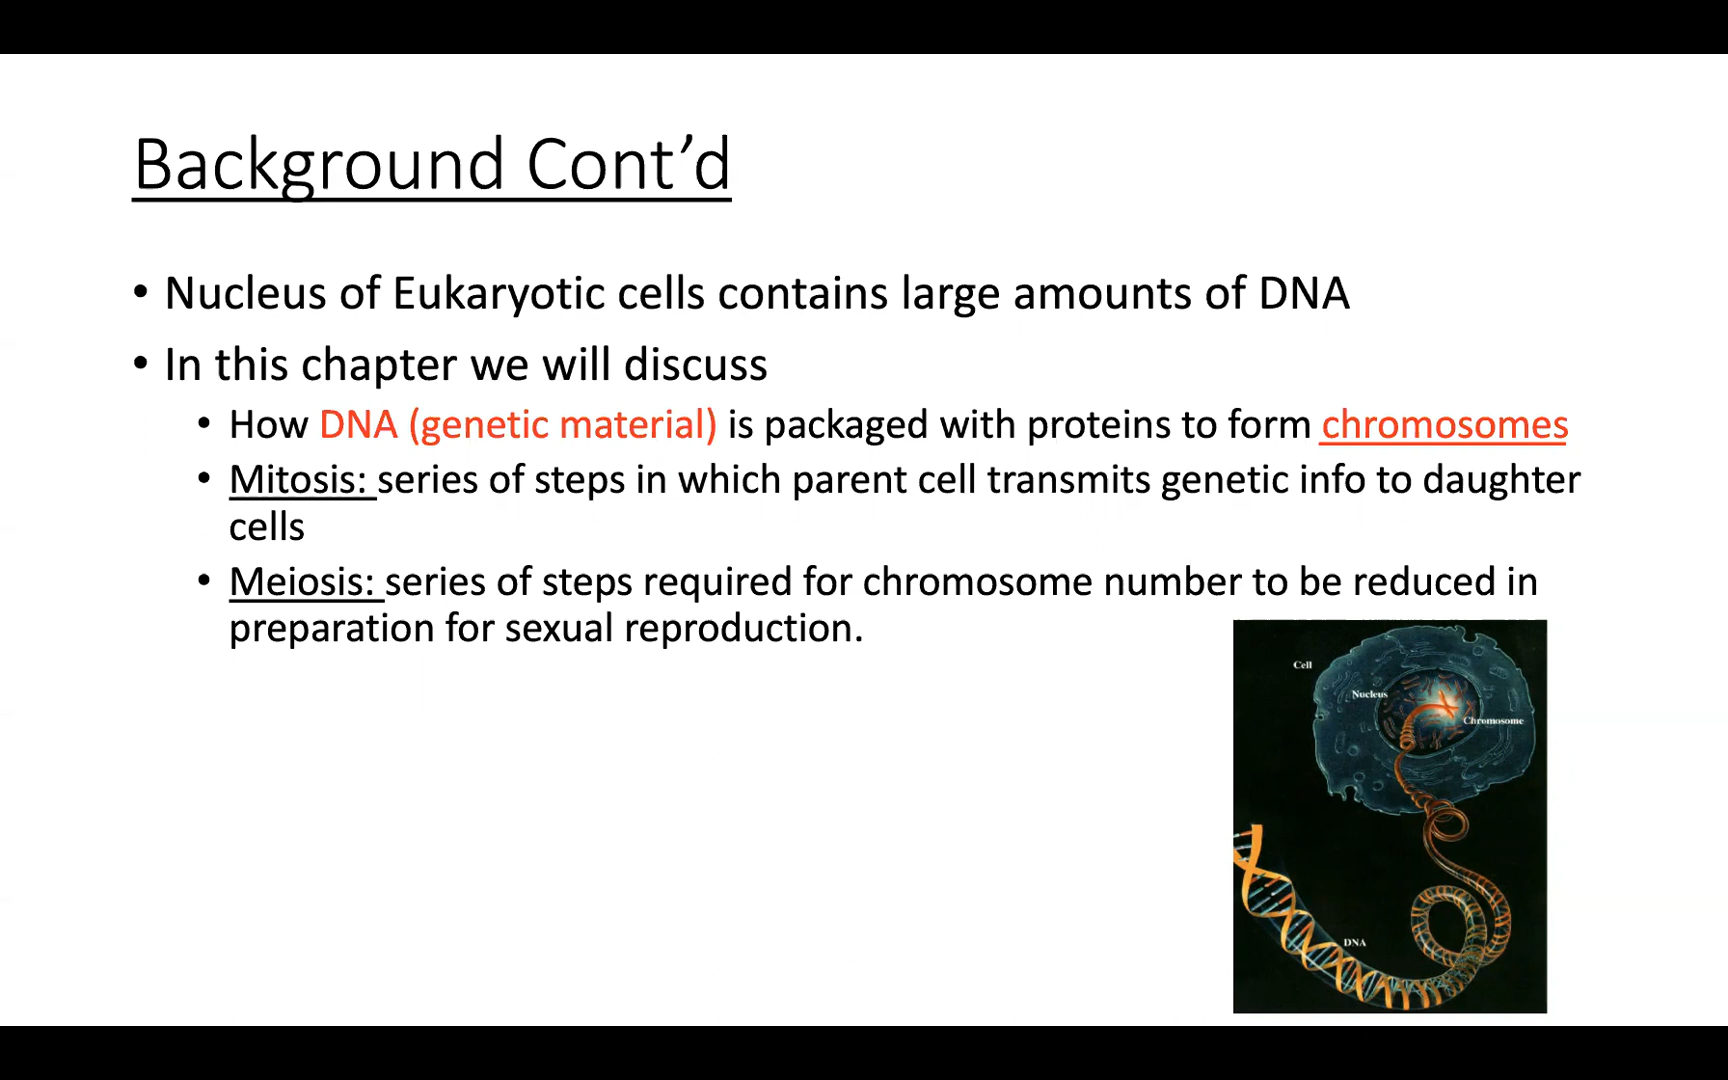 Background Cont’d
• Nucleus of Eukaryotic cells contains large amounts of DNA
• In this chapter we will discuss
• How DNA (genetic material) is packaged with proteins to form chromosomes
• Mitosis: series of steps in which parent cell transmits genetic info to daughter
cells
• Meiosis: series of steps required for chromosome number to be reduced in
preparation for sexual reproduction.
Cell
Nucleus
Chromosome
DNA